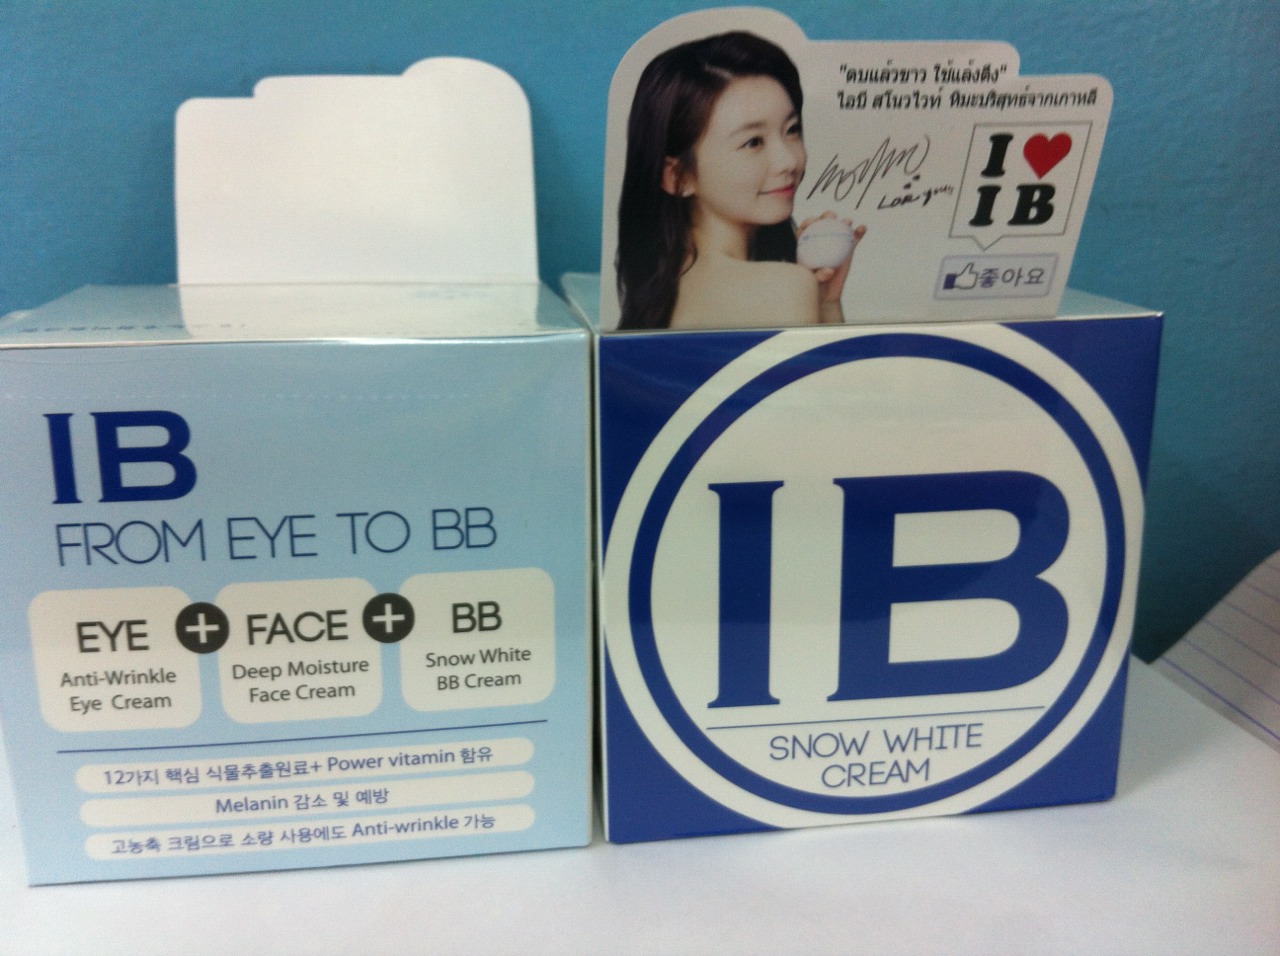 IB
FROM EYE TO BB
EYE + FACE + BB
Anti-Wrinkle
Eye Cream
Deep Moisture
Face Cream
Snow White
BB Cream
12가지 핵심 식물추출원료+ Power vitamin 함유
Melanin 감소 및 예방
고농축 크림으로 소량 사용에도 Anti-wrinkle 가능
"ตบแล้วขาว ใช้แล้งตึง"
ไอบี สโนวไวท์ หิมะบริสุทธ์จากเกาหลี
I ♥
I B
좋아요
IB
SNOW WHITE
CREAM